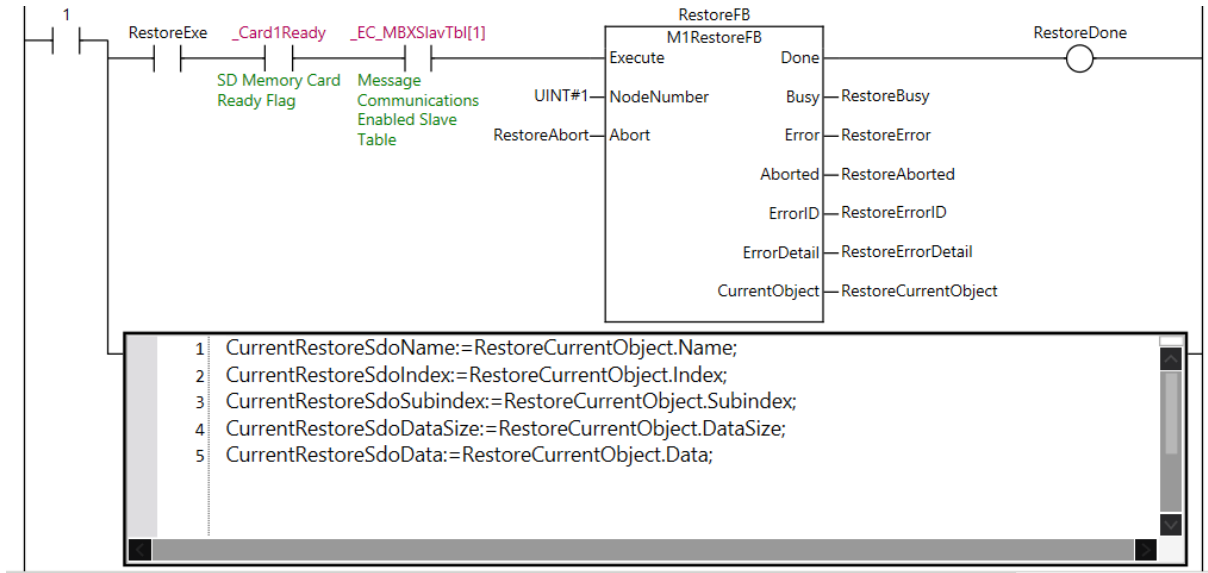 1
RestoreFB
RestoreExe _Card1Ready _EC_MBXSlavTbl[1] M1RestoreFB RestoreDone
Execute Done
SD Memory Card Message
Ready Flag Communications UINT#1 NodeNumber Busy RestoreBusy
Enabled Slave
Table RestoreAbort Abort Error RestoreError
Aborted RestoreAborted
ErrorID RestoreErrorID
ErrorDetail RestoreErrorDetail
CurrentObject RestoreCurrentObject
1 CurrentRestoreSdoName:=RestoreCurrentObject.Name;
2 CurrentRestoreSdoIndex:=RestoreCurrentObject.Index;
3 CurrentRestoreSdoSubindex:=RestoreCurrentObject.Subindex;
4 CurrentRestoreSdoDataSize:=RestoreCurrentObject.DataSize;
5 CurrentRestoreSdoData:=RestoreCurrentObject.Data;